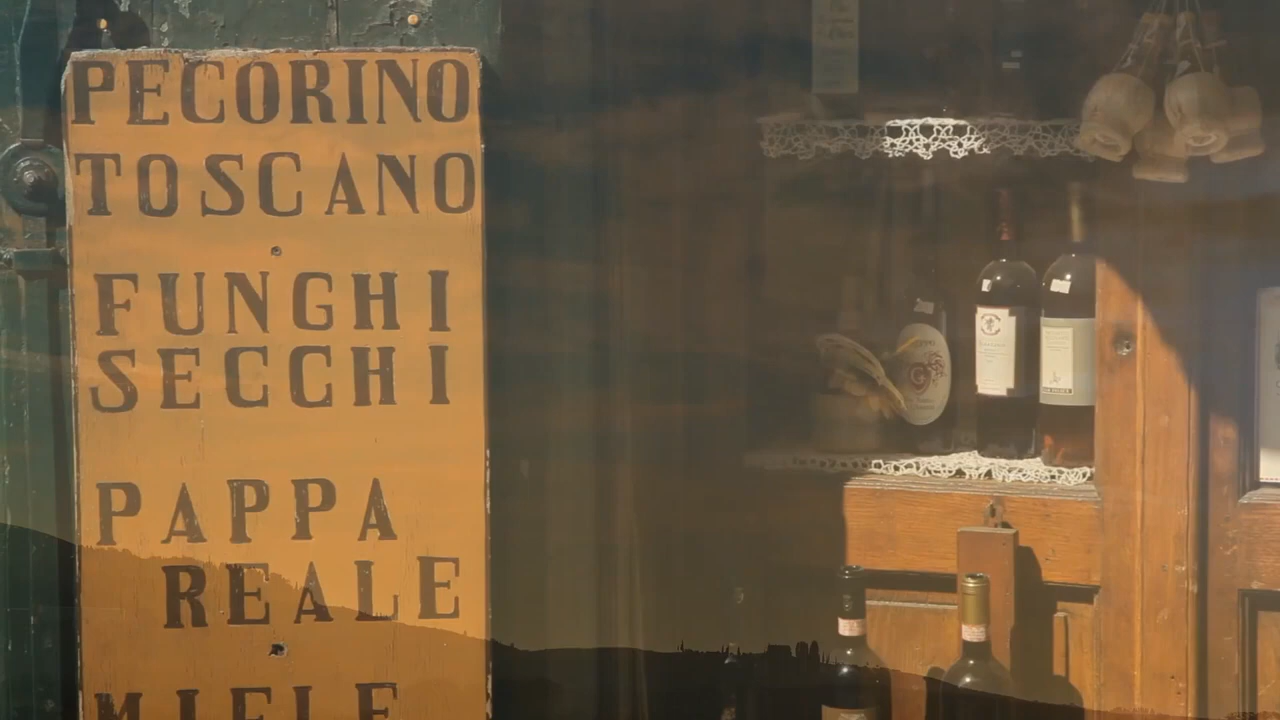 PECORINO
TOSCANO
FUNGHI
SECCHI
PAPPA
REALE
MIELE